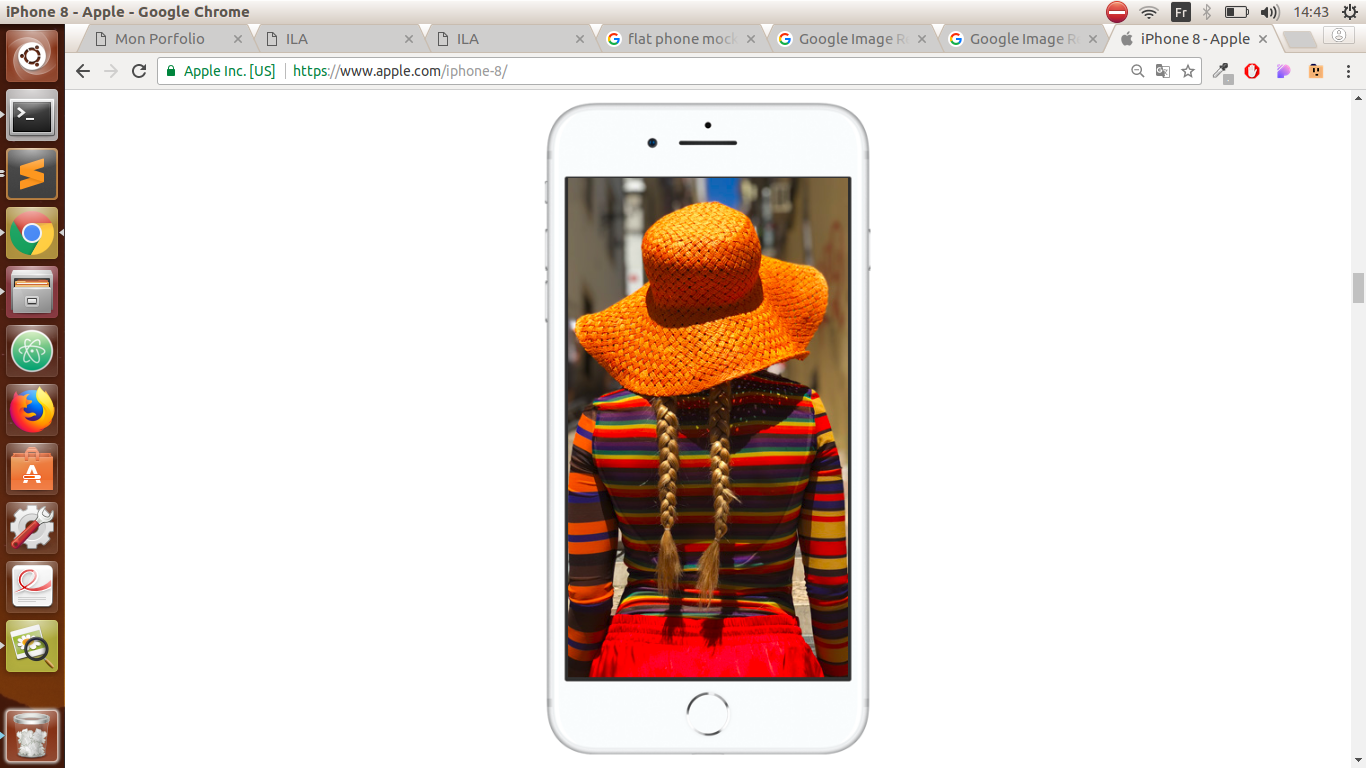 iPhone 8 - Apple - Google Chrome
Fr
14:43
Mon Porfolio
ILA
ILA
flat phone moc
Google Image R
Google Image R
iPhone 8 - Apple
Apple Inc. [US]
https://www.apple.com/iphone-8/